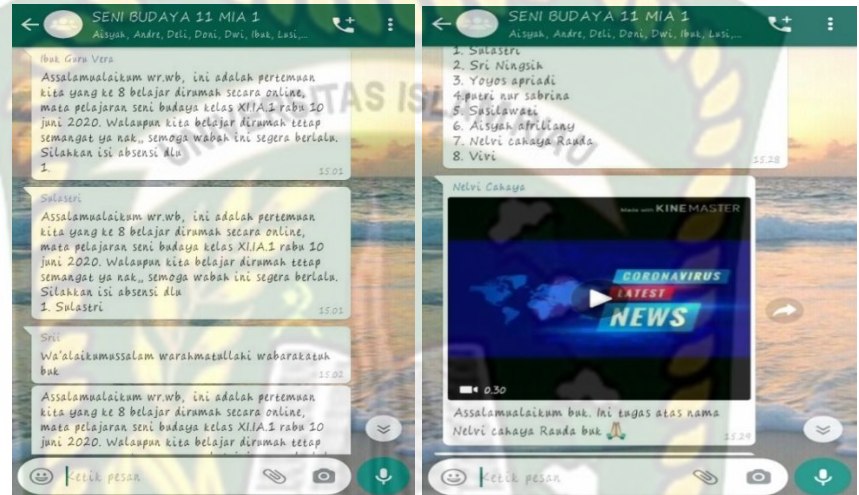 SENI BUDAYA 11 MIA 1
Aisyah, Andre, Deli, Doni, Dwi, Ibuk, Lusi,...
Ibuk Guru Vera
Assalamualaikum wr.wb, ini adalah pertemuan
kita yang ke 8 belajar dirumah secara online,
mata pelajaran seni budaya kelas XI.IA.1 rabu 10
juni 2020. Walaupun kita belajar dirumah tetap
semangat ya nak,, semoga wabah ini segera berlalu.
Silahkan isi absensi dlu
1.
15.01
Sulastri
Assalamualaikum wr.wb, ini adalah pertemuan
kita yang ke 8 belajar dirumah secara online,
mata pelajaran seni budaya kelas XI.IA.1 rabu 10
juni 2020. Walaupun kita belajar dirumah tetap
semangat ya nak,, semoga wabah ini segera berlalu.
Silahkan isi absensi dlu
1. Sulastri
15.01
Srii
Wa'alaikumussalam warahmatullahi wabarakatuh
buk
15.02
Assalamualaikum wr.wb, ini adalah pertemuan
kita yang ke 8 belajar dirumah secara online,
mata pelajaran seni budaya kelas XI.IA.1 rabu 10
juni 2020. Walaupun kita belajar dirumah tetap
Ketik pesan
SENI BUDAYA 11 MIA 1
Aisyah, Andre, Deli, Doni, Dwi, Ibuk, Lusi,...
1. Sulastri
2. Sri Ningsih
3. Yoyos apriadi
4.putri nur sabrina
5. Susilawati
6. Aisyah afrillany
7. Nelvi cahaya Rauda
8. Vivi
15.28
Nelvi Cahaya
Made with KINEMASTER
CORONAVIRUS
LATEST
NEWS
0.30
Assalamualaikum buk. Ini tugas atas nama
Nelvi cahaya Rauda buk 🙏
15.29
Ketik pesan
UNIVERSITAS ISLAM RIAU